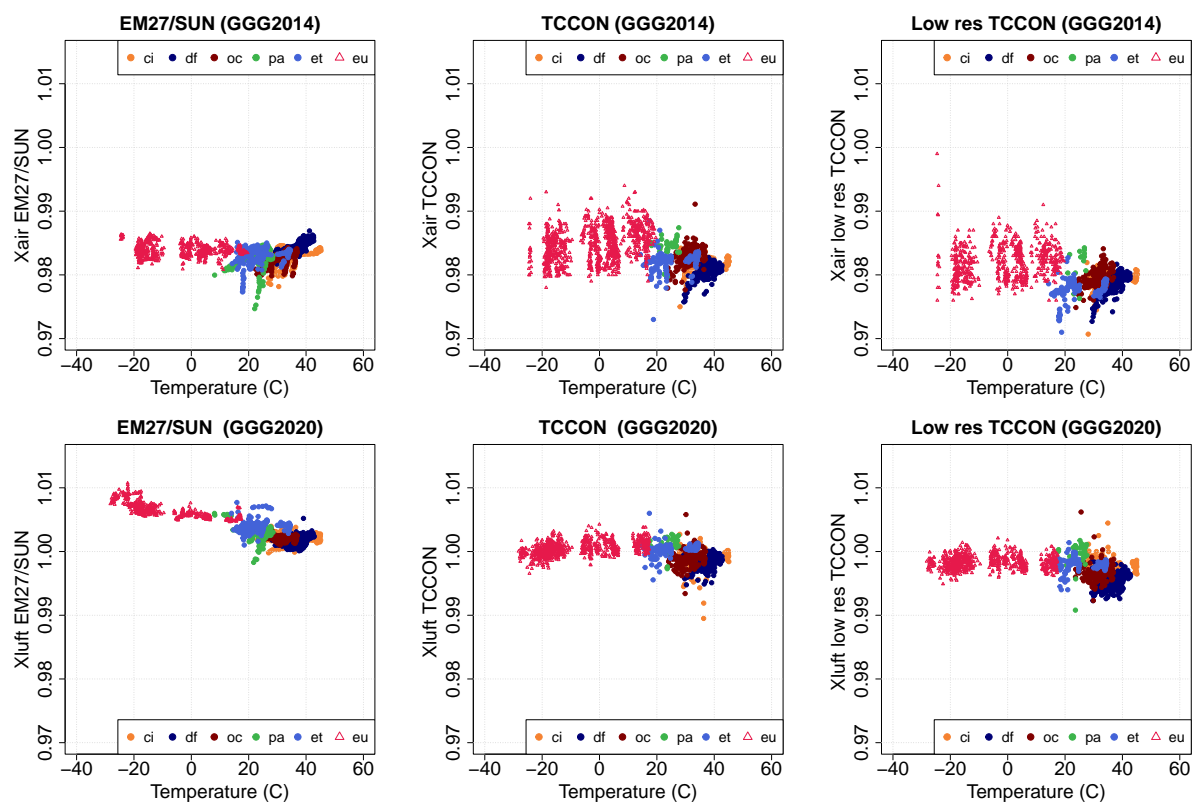 EM27/SUN (GGG2014)
ci df oc pa et eu
Xair EM27/SUN
0.97 0.98 0.99 1.00 1.01
−40 −20 0 20 40 60
Temperature (C)
TCCON (GGG2014)
ci df oc pa et eu
Xair TCCON
0.97 0.98 0.99 1.00 1.01
−40 −20 0 20 40 60
Temperature (C)
Low res TCCON (GGG2014)
ci df oc pa et eu
Xair low res TCCON
0.97 0.98 0.99 1.00 1.01
−40 −20 0 20 40 60
Temperature (C)
EM27/SUN (GGG2020)
Xluft EM27/SUN
0.97 0.98 0.99 1.00 1.01
ci df oc pa et eu
−40 −20 0 20 40 60
Temperature (C)
TCCON (GGG2020)
Xluft TCCON
0.97 0.98 0.99 1.00 1.01
ci df oc pa et eu
−40 −20 0 20 40 60
Temperature (C)
Low res TCCON (GGG2020)
Xluft low res TCCON
0.97 0.98 0.99 1.00 1.01
ci df oc pa et eu
−40 −20 0 20 40 60
Temperature (C)